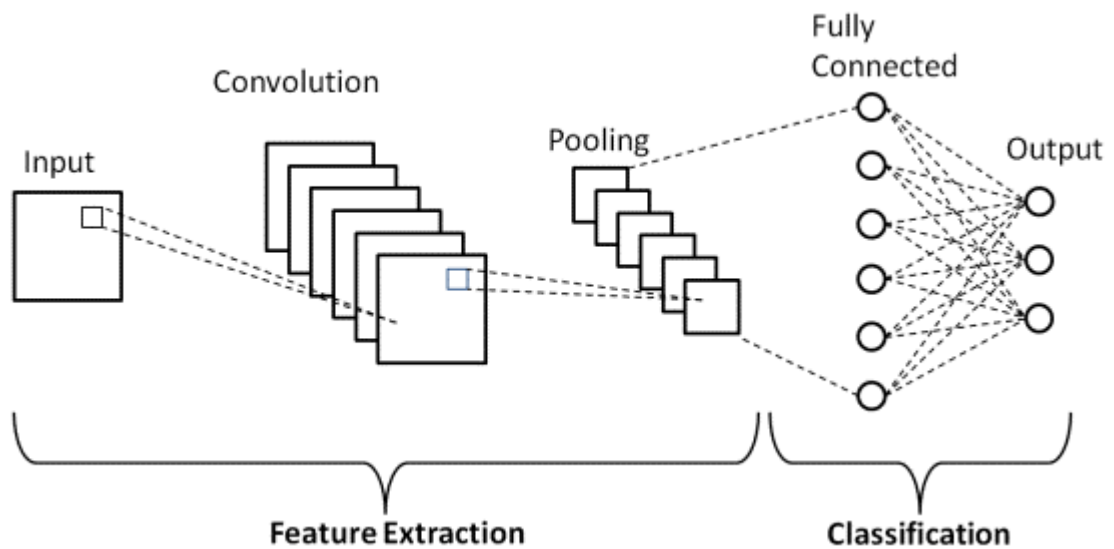 Input
Convolution
Pooling
Fully
Connected
Output
Feature Extraction
Classification